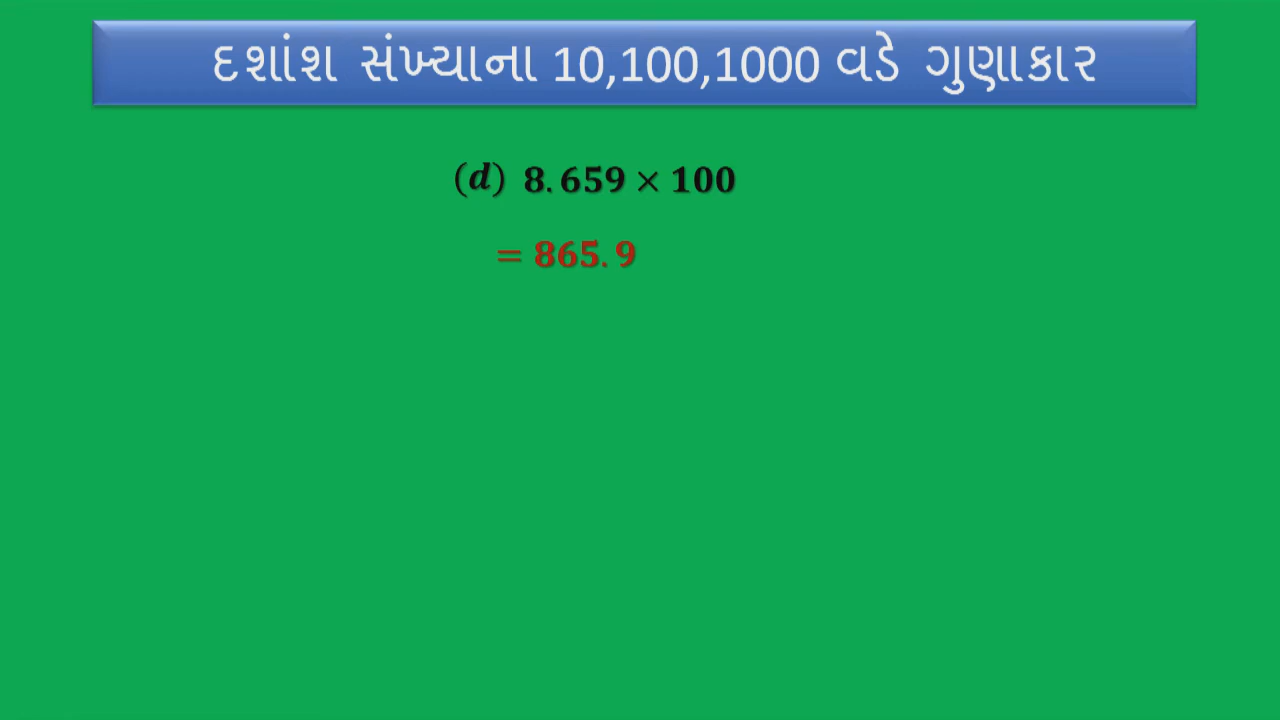 દશાંશ સંખ્યાના 10,100,1000 વડે ગુણાકાર
(d) 8.659 × 100
= 865.9